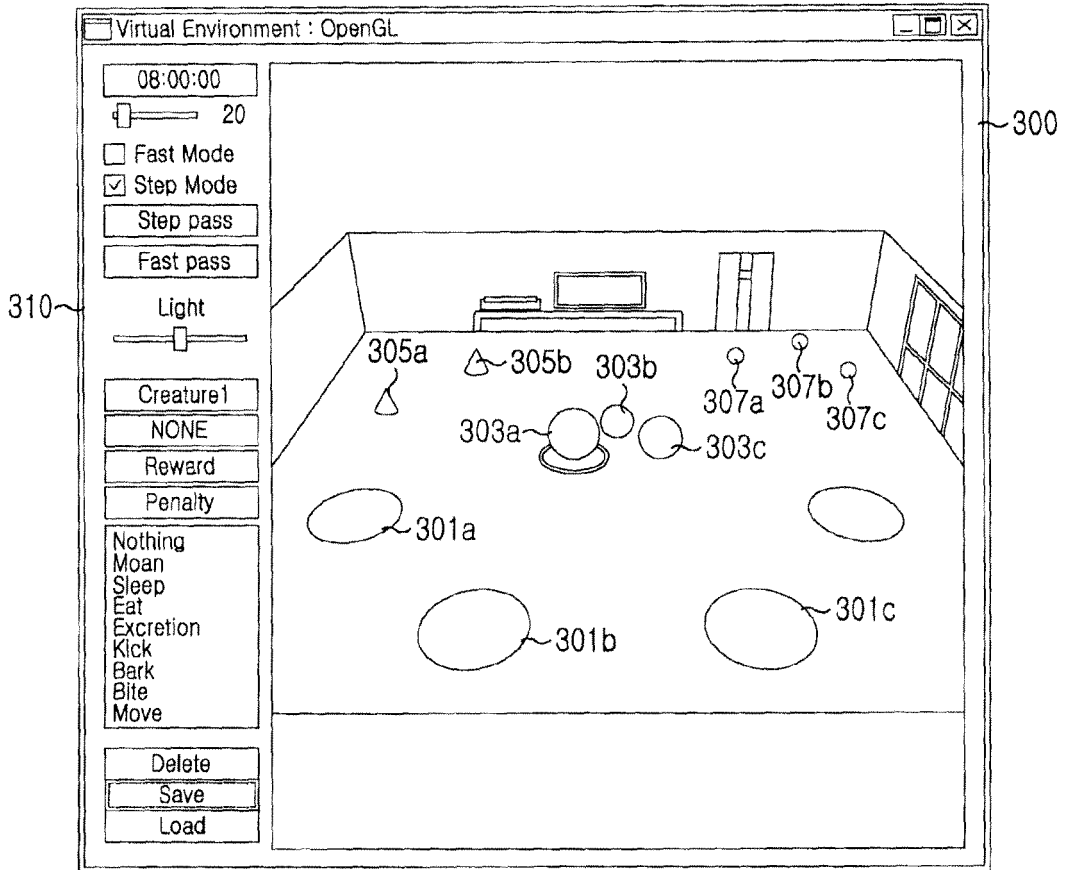 Virtual Environment : OpenGL
08:00:00
20
Fast Mode
Step Mode
Step pass
Fast pass
Light
Creature1
NONE
Reward
Penalty
Nothing
Moan
Sleep
Eat
Excretion
Kick
Bark
Bite
Move
Delete
Save
Load
300
310
305a
305b
303b
307a
307b
307c
303a
303c
301a
301b
301c